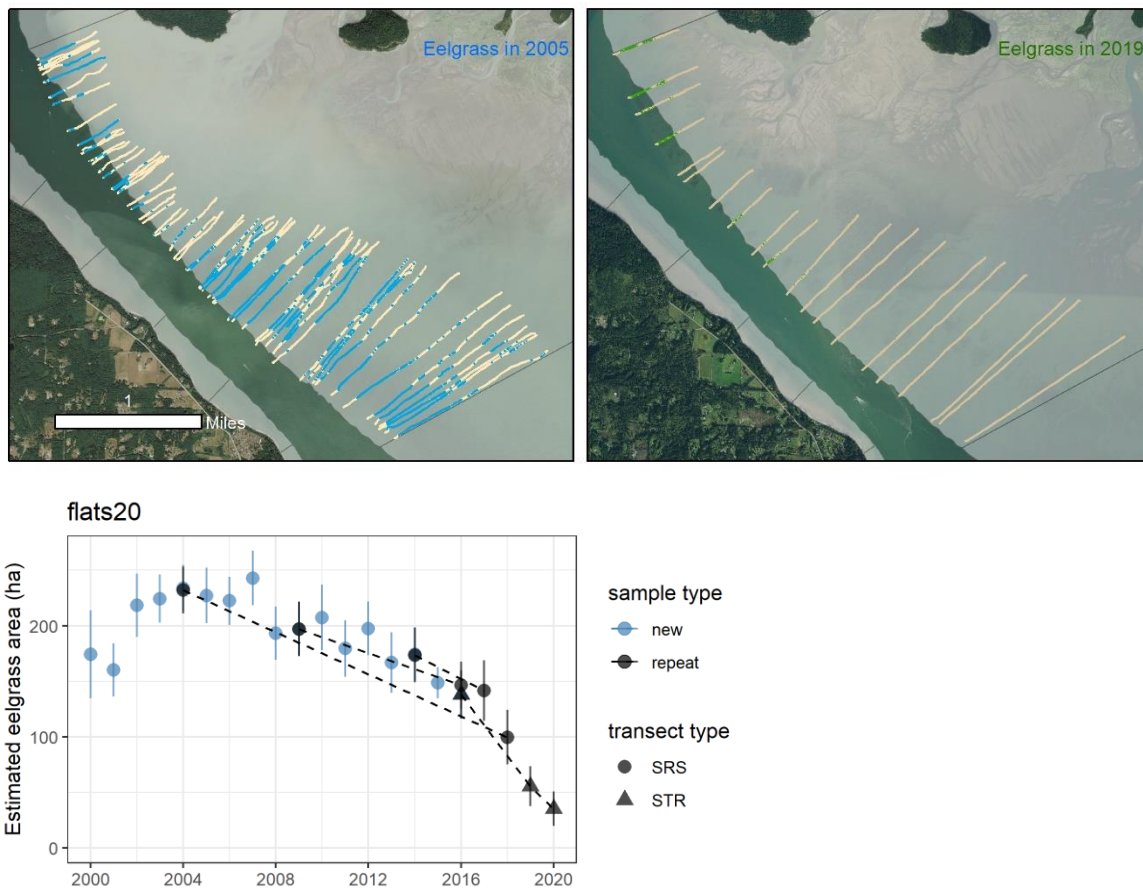 Eelgrass in 2005
Eelgrass in 2019
1
Miles
flats20
Estimated eelgrass area (ha)
200
100
0
2000
2004
2008
2012
2016
2020
sample type
new
repeat
transect type
SRS
STR